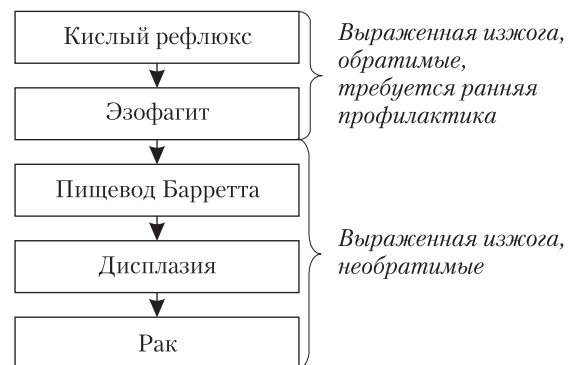 Кислый рефлюкс
Выраженная изжога,
обратимые,
требуется ранняя
профилактика
Эзофагит
Пищевод Барретта
Дисплазия
Выраженная изжога,
необратимые
Рак